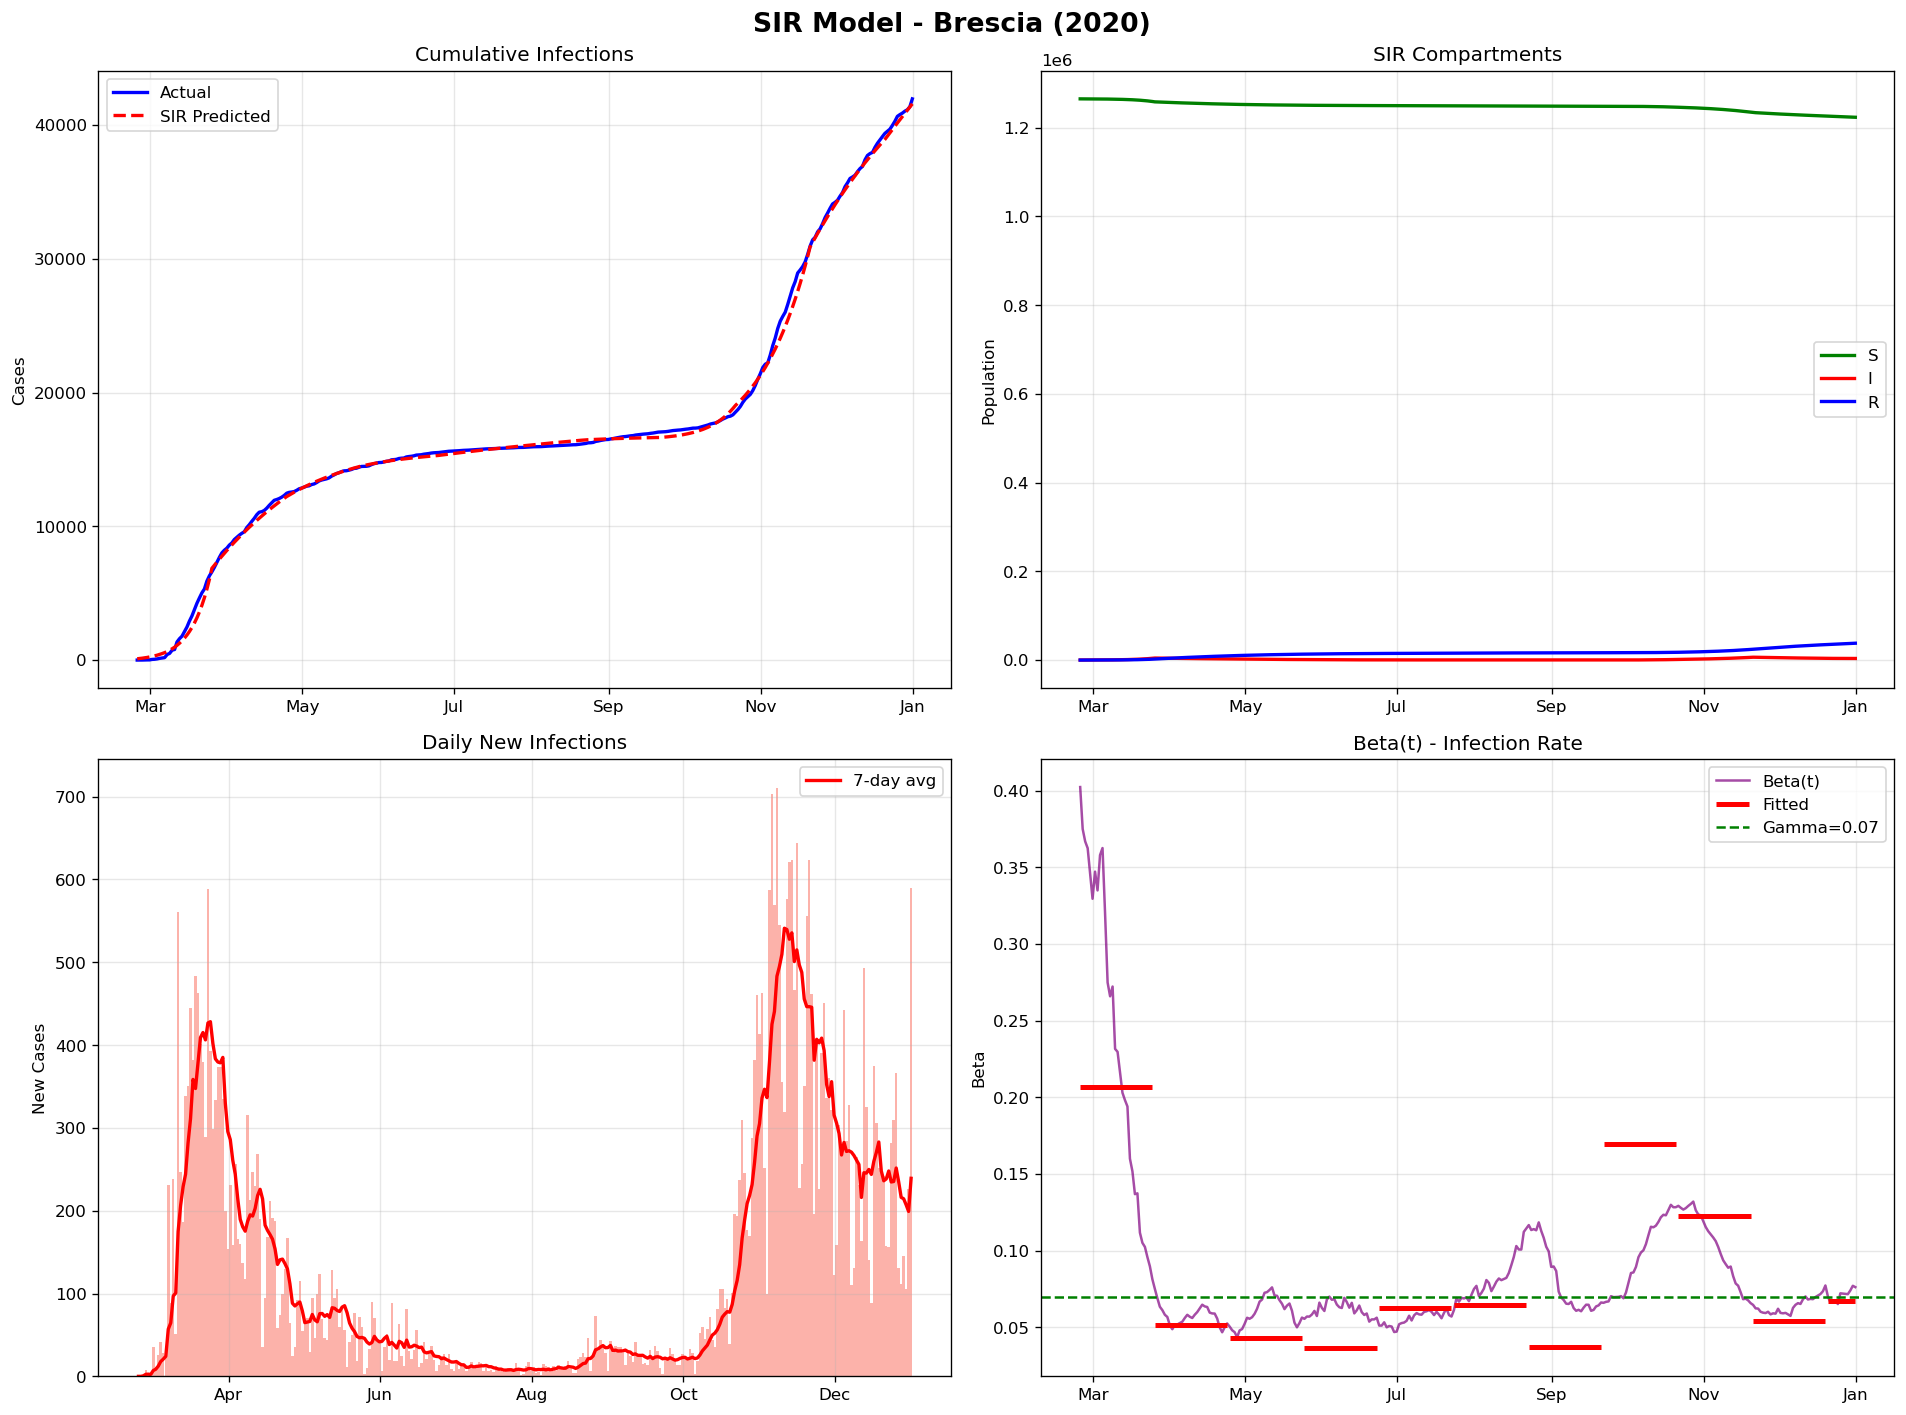 SIR Model - Brescia (2020)
Cumulative Infections
Actual
SIR Predicted
Cases
40000
30000
20000
10000
0
Mar May Jul Sep Nov Jan
SIR Compartments
1e6
Population
1.2
1.0
0.8
0.6
0.4
0.2
0.0
S
I
R
Mar May Jul Sep Nov Jan
Daily New Infections
7-day avg
New Cases
700
600
500
400
300
200
100
0
Apr Jun Aug Oct Dec
Beta(t) - Infection Rate
Beta(t)
Fitted
Gamma=0.07
Beta
0.40
0.35
0.30
0.25
0.20
0.15
0.10
0.05
Mar May Jul Sep Nov Jan